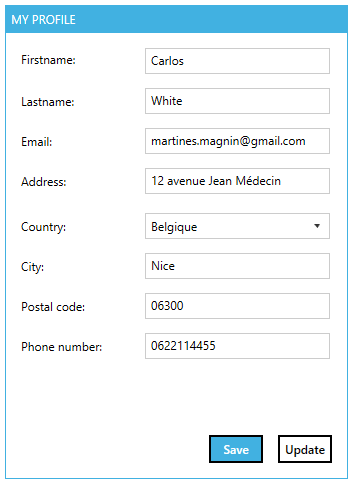 MY PROFILE
Firstname: Carlos
Lastname: White
Email: martines.magnin@gmail.com
Address: 12 avenue Jean Médecin
Country: Belgique
City: Nice
Postal code: 06300
Phone number: 0622114455
Save Update